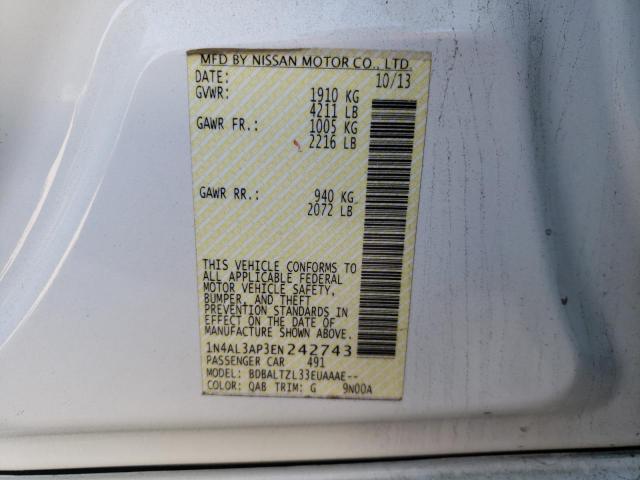 MFD BY NISSAN MOTOR CO., LTD.
DATE: 10/13
GVWR: 1910 KG
4211 LB
GAWR FR.: 1005 KG
2216 LB
GAWR RR.: 940 KG
2072 LB
THIS VEHICLE CONFORMS TO
ALL APPLICABLE FEDERAL
MOTOR VEHICLE SAFETY,
BUMPER, AND THEFT
PREVENTION STANDARDS IN
EFFECT ON THE DATE OF
MANUFACTURE SHOWN ABOVE.
1N4AL3AP3EN242743
PASSENGER CAR 491
MODEL: BDBALTZL33EUAAAE--
COLOR: QAB TRIM: G 9N00A